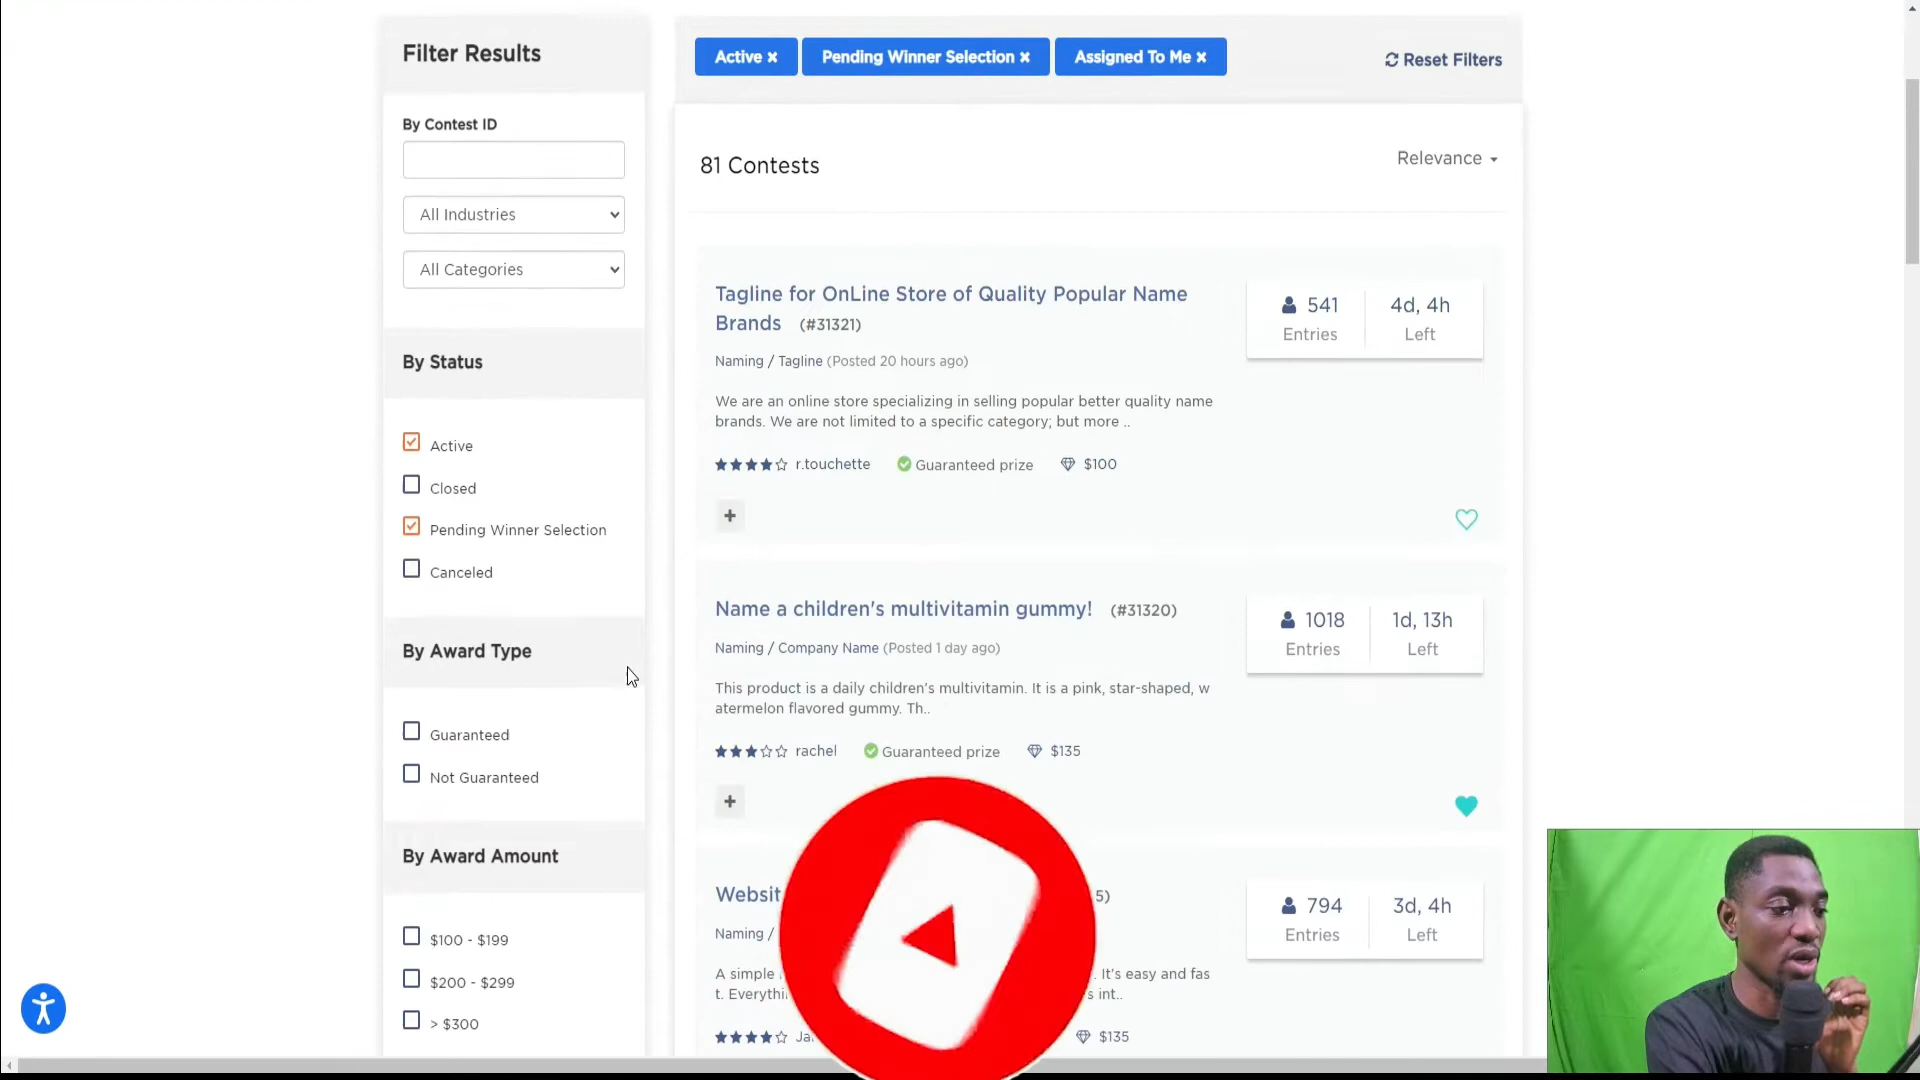 Filter Results
By Contest ID
All Industries
All Categories
By Status
Active
Closed
Pending Winner Selection
Canceled
By Award Type
Guaranteed
Not Guaranteed
By Award Amount
$100 - $199
$200 - $299
> $300
Active × Pending Winner Selection × Assigned To Me × Reset Filters
81 Contests
Relevance
Tagline for OnLine Store of Quality Popular Name
Brands (#31321)
Naming / Tagline (Posted 20 hours ago)
We are an online store specializing in selling popular better quality name
brands. We are not limited to a specific category; but more ..
r.touchette Guaranteed prize $100
+
541 4d, 4h
Entries Left
Name a children's multivitamin gummy! (#31320)
Naming / Company Name (Posted 1 day ago)
This product is a daily children's multivitamin. It is a pink, star-shaped, w
atermelon flavored gummy. Th..
rachel Guaranteed prize $135
+
1018 1d, 13h
Entries Left
Websit 5)
Naming /
A simple It's easy and fas
t. Everythi s int..
$135
794 3d, 4h
Entries Left